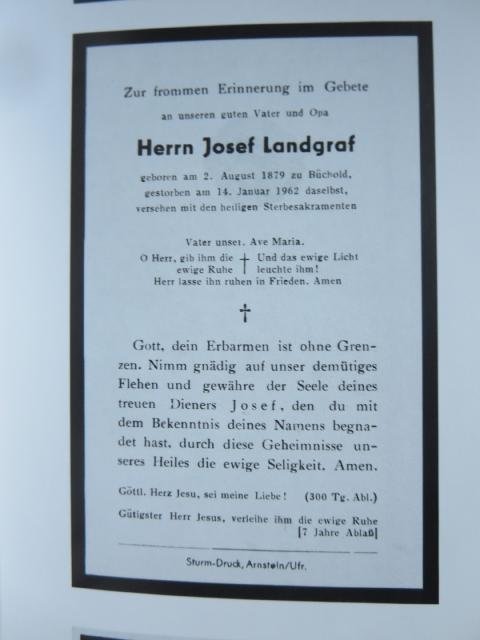 Zur frommen Erinnerung im Gebete
an unseren guten Vater und Opa
Herrn Josef Landgraf
geboren am 2. August 1879 zu Büchold,
gestorben am 14. Januar 1962 daselbst,
versehen mit den heiligen Sterbesakramenten
Vater unser. Ave Maria.
O Herr, gib ihm die † Und das ewige Licht
ewige Ruhe leuchte ihm!
Herr lasse ihn ruhen in Frieden. Amen
†
Gott, dein Erbarmen ist ohne Gren-
zen. Nimm gnädig auf unser demütiges
Flehen und gewähre der Seele deines
treuen Dieners Josef, den du mit
dem Bekenntnis deines Namens begna-
det hast, durch diese Geheimnisse un-
seres Heiles die ewige Seligkeit. Amen.
Göttl. Herz Jesu, sei meine Liebe! (300 Tg. Abl.)
Gütigster Herr Jesus, verleihe ihm die ewige Ruhe
[7 Jahre Ablaß]
Sturm-Druck, Arnstein/Ufr.